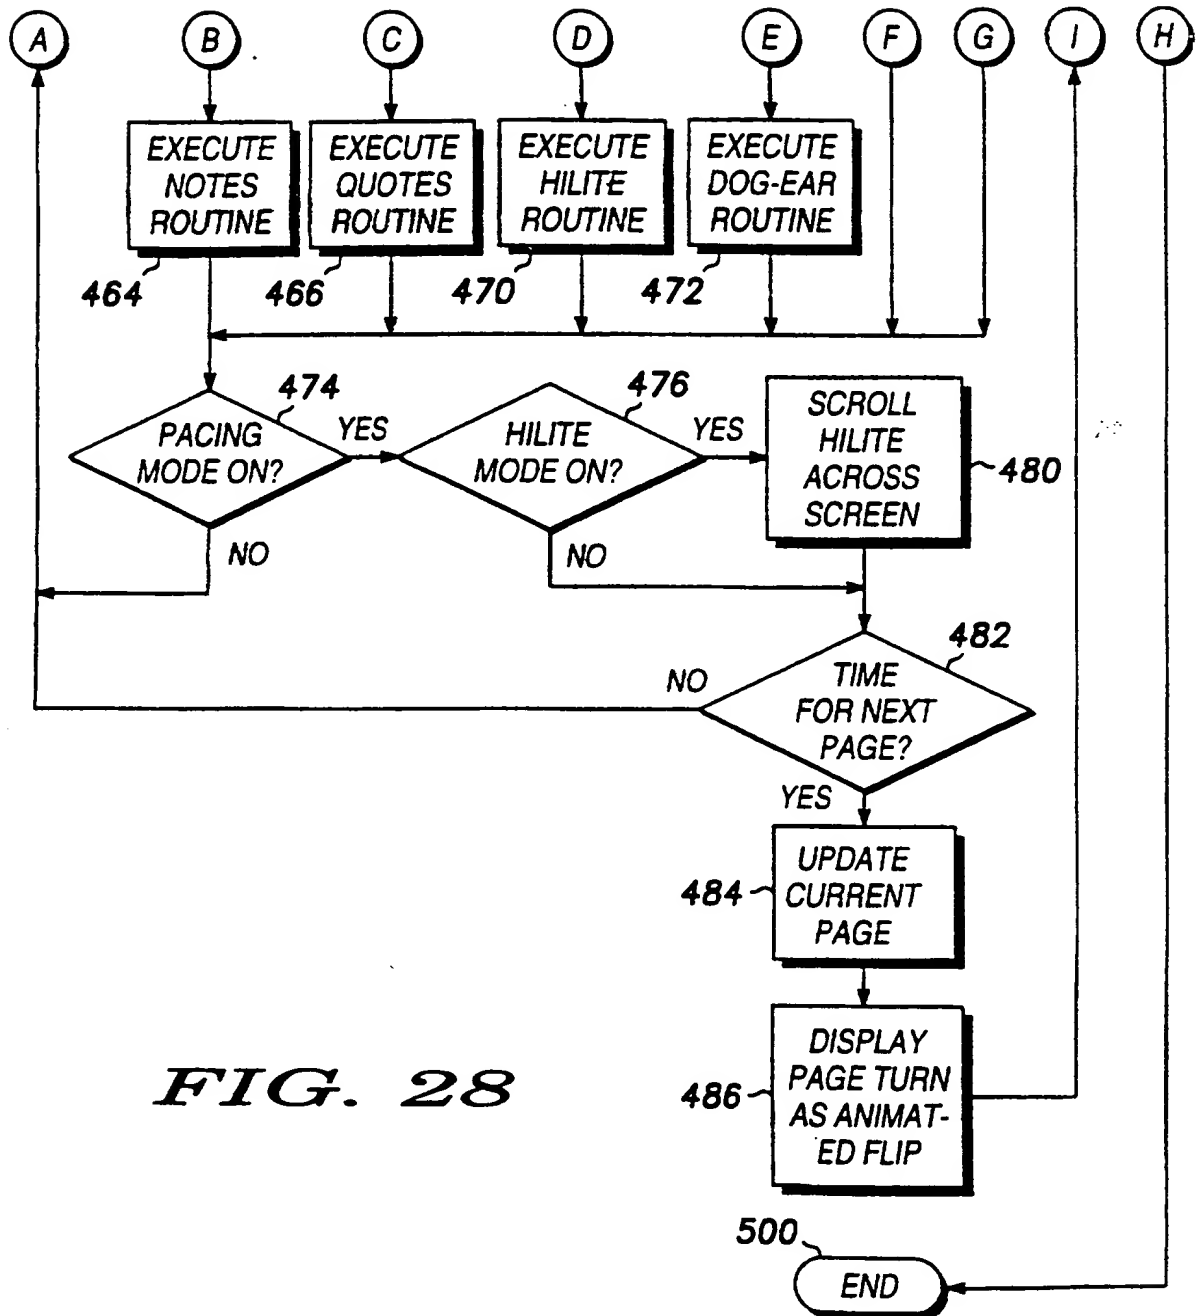 A B C D E F G I H
EXECUTE
NOTES
ROUTINE
464
EXECUTE
QUOTES
ROUTINE
466
EXECUTE
HILITE
ROUTINE
470
EXECUTE
DOG-EAR
ROUTINE
472
474
PACING
MODE ON?
YES
NO
476
HILITE
MODE ON?
YES
NO
SCROLL
HILITE
ACROSS
SCREEN
480
482
TIME
FOR NEXT
PAGE?
NO
YES
484
UPDATE
CURRENT
PAGE
486
DISPLAY
PAGE TURN
AS ANIMAT-
ED FLIP
FIG. 28
500
END